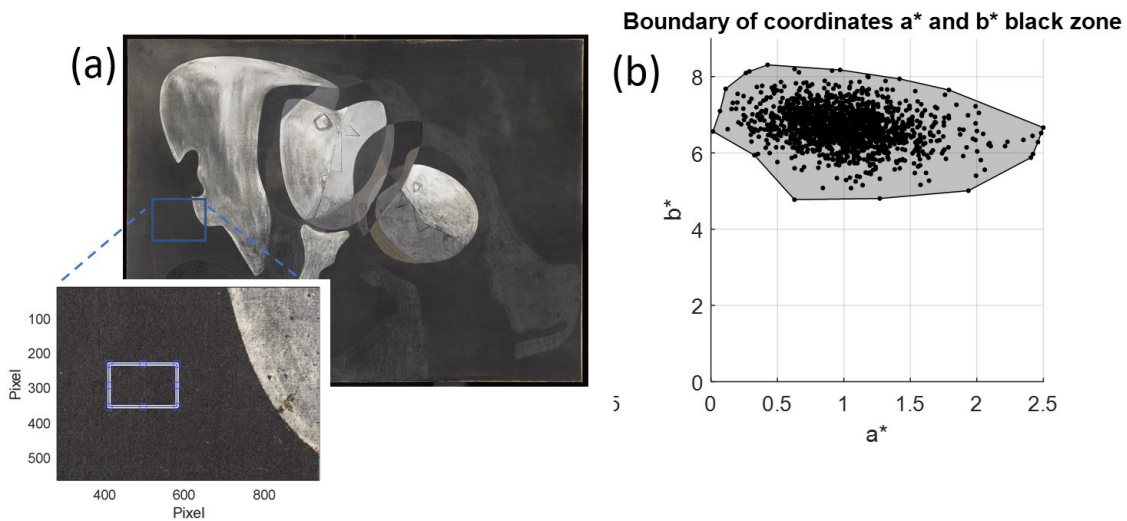 (a)
100
200
300
400
500
Pixel
400 600 800
Pixel
Boundary of coordinates a* and b* black zone
(b)
8
6
4
2
0
b*
5
0 0.5 1 1.5 2 2.5
a*